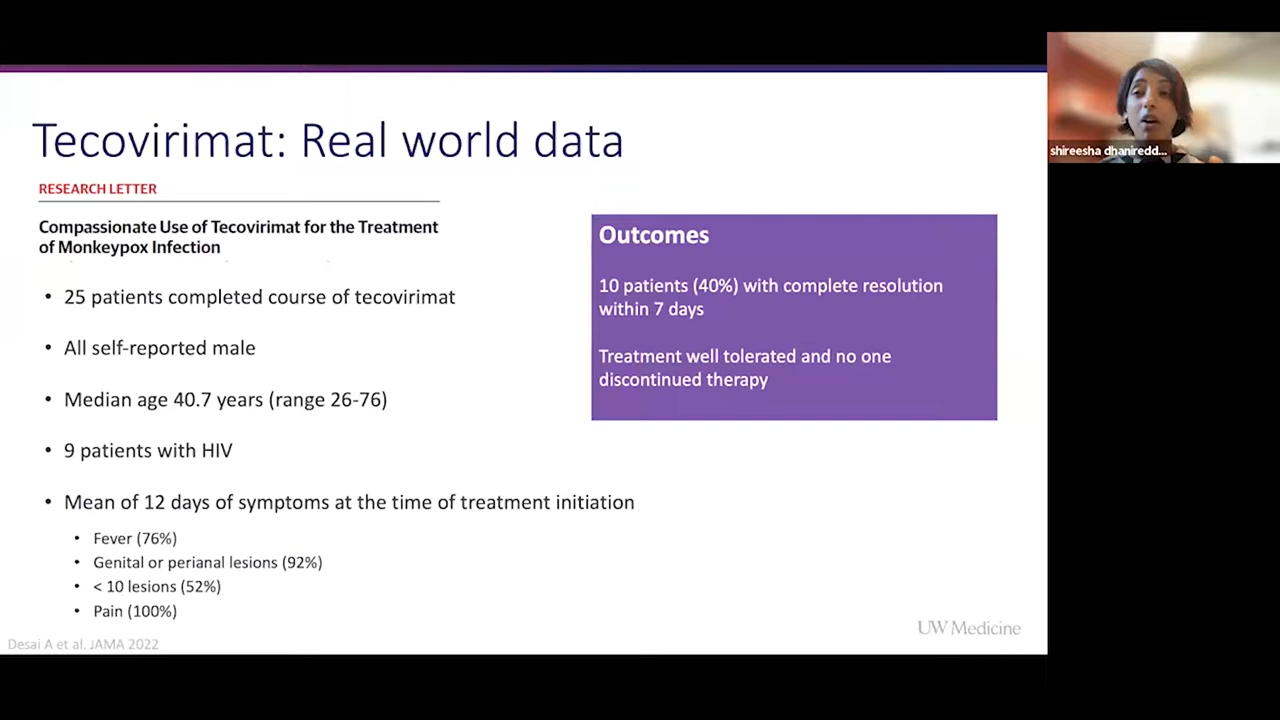 Tecovirimat: Real world data
RESEARCH LETTER
Compassionate Use of Tecovirimat for the Treatment
of Monkeypox Infection
• 25 patients completed course of tecovirimat
• All self-reported male
• Median age 40.7 years (range 26-76)
• 9 patients with HIV
• Mean of 12 days of symptoms at the time of treatment initiation
• Fever (76%)
• Genital or perianal lesions (92%)
• < 10 lesions (52%)
• Pain (100%)
Desai A et al. JAMA 2022
Outcomes
10 patients (40%) with complete resolution
within 7 days
Treatment well tolerated and no one
discontinued therapy
UW Medicine
shireesha dhaniredd...